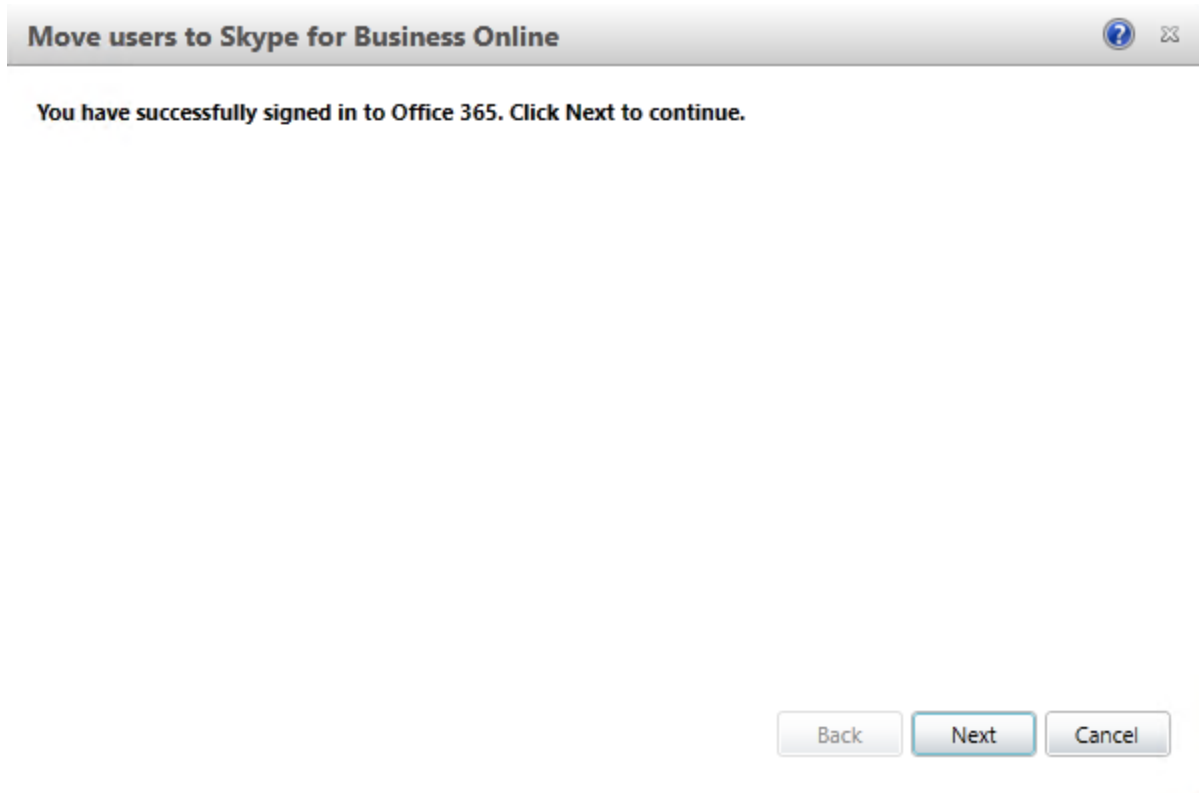 Move users to Skype for Business Online
?
You have successfully signed in to Office 365. Click Next to continue.
Back Next Cancel